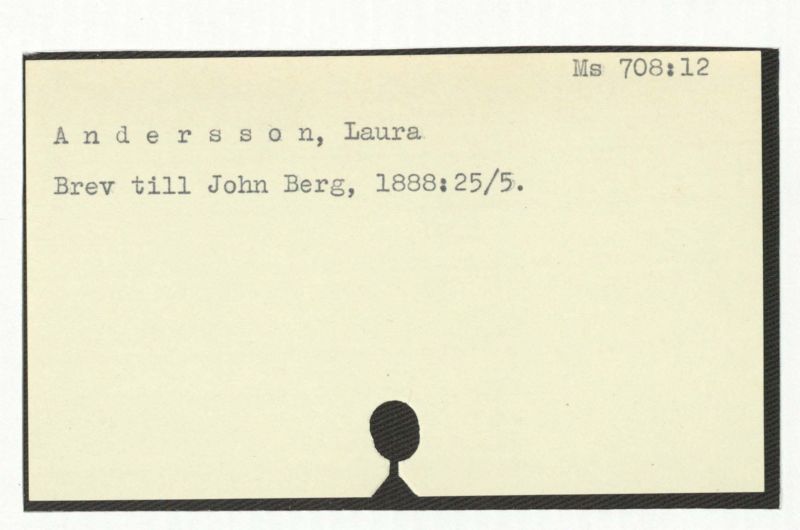 Ms 708:12
A n d e r s s o n, Laura
Brev till John Berg, 1888:25/5.